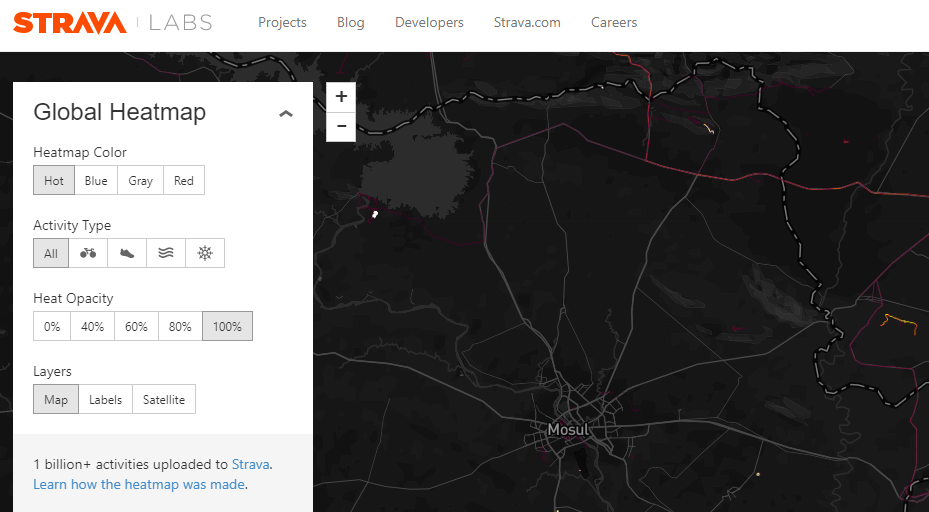 STRAVA | LABS
Projects Blog Developers Strava.com Careers
Global Heatmap
+
−
Heatmap Color
Hot Blue Gray Red
Activity Type
All
Heat Opacity
0% 40% 60% 80% 100%
Layers
Map Labels Satellite
1 billion+ activities uploaded to Strava.
Learn how the heatmap was made.
Mosul